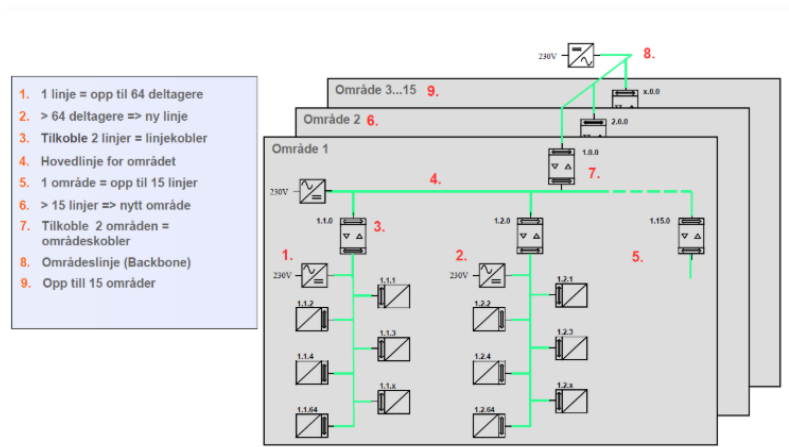 1. 1 linje = opp til 64 deltagere
2. > 64 deltagere => ny linje
3. Tilkoble 2 linjer = linjekobler
4. Hovedlinje for området
5. 1 område = opp til 15 linjer
6. > 15 linjer => nytt område
7. Tilkoble 2 områden =
områdeskobler
8. Områdeslinje (Backbone)
9. Opp till 15 områder
230V
8.
Område 3...15 9.
x.0.0
Område 2 6.
2.0.0
Område 1
1.0.0
7.
4.
230V
1.1.0
3.
1.2.0
1.15.0
1.
230V
2.
230V
5.
1.1.1
1.2.1
1.1.2
1.2.2
1.1.3
1.2.3
1.1.4
1.2.4
1.1.x
1.2.x
1.1.64
1.2.64